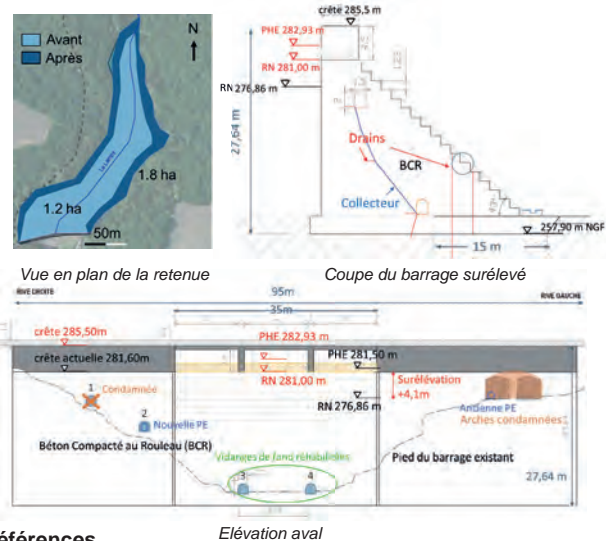 Avant
Après
N
La Lanne
1.8 ha
1.2 ha
50m
Vue en plan de la retenue
crête 285,5 m
PHE 282,93 m
RN 281,00 m
RN 276,86 m
27,64 m
Drains
BCR
Collecteur
257,90 m NGF
15 m
Coupe du barrage surélevé
RIVE DROITE
95m
RIVE GAUCHE
35m
crête 285,50m
PHE 282,93 m
crête actuelle 281,60m
PHE 281,50 m
RN 281,00 m
Surélévation
+4,1m
1 Condamnée
RN 276,86 m
2
Nouvelle PE
Ancienne PE
Arches condamnées
Béton Compacté au Rouleau (BCR)
Vidanges de fond réhabilitées
Pied du barrage existant
3 4
27,64 m
Elévation aval
éférences